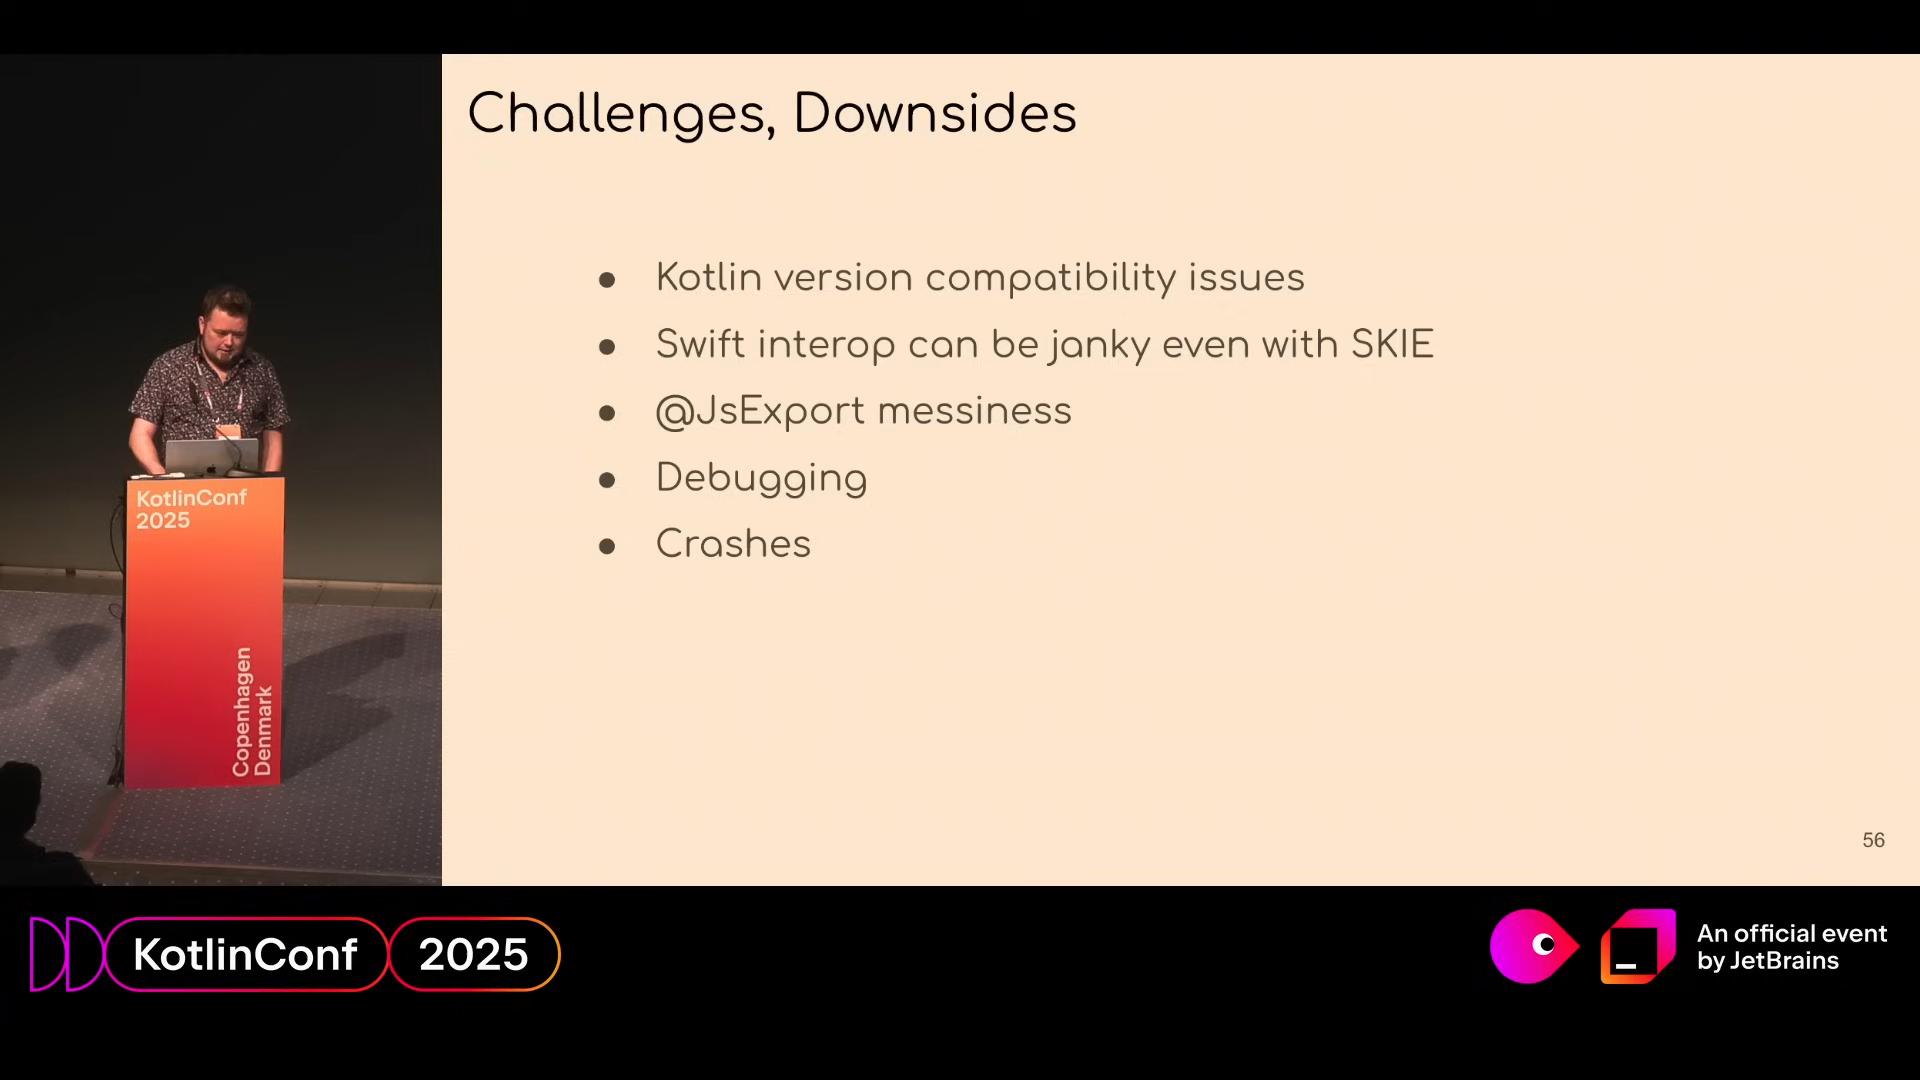 Challenges, Downsides
● Kotlin version compatibility issues
● Swift interop can be janky even with SKIE
● @JsExport messiness
● Debugging
● Crashes
56
KotlinConf
2025
Copenhagen
Denmark
KotlinConf 2025
An official event
by JetBrains